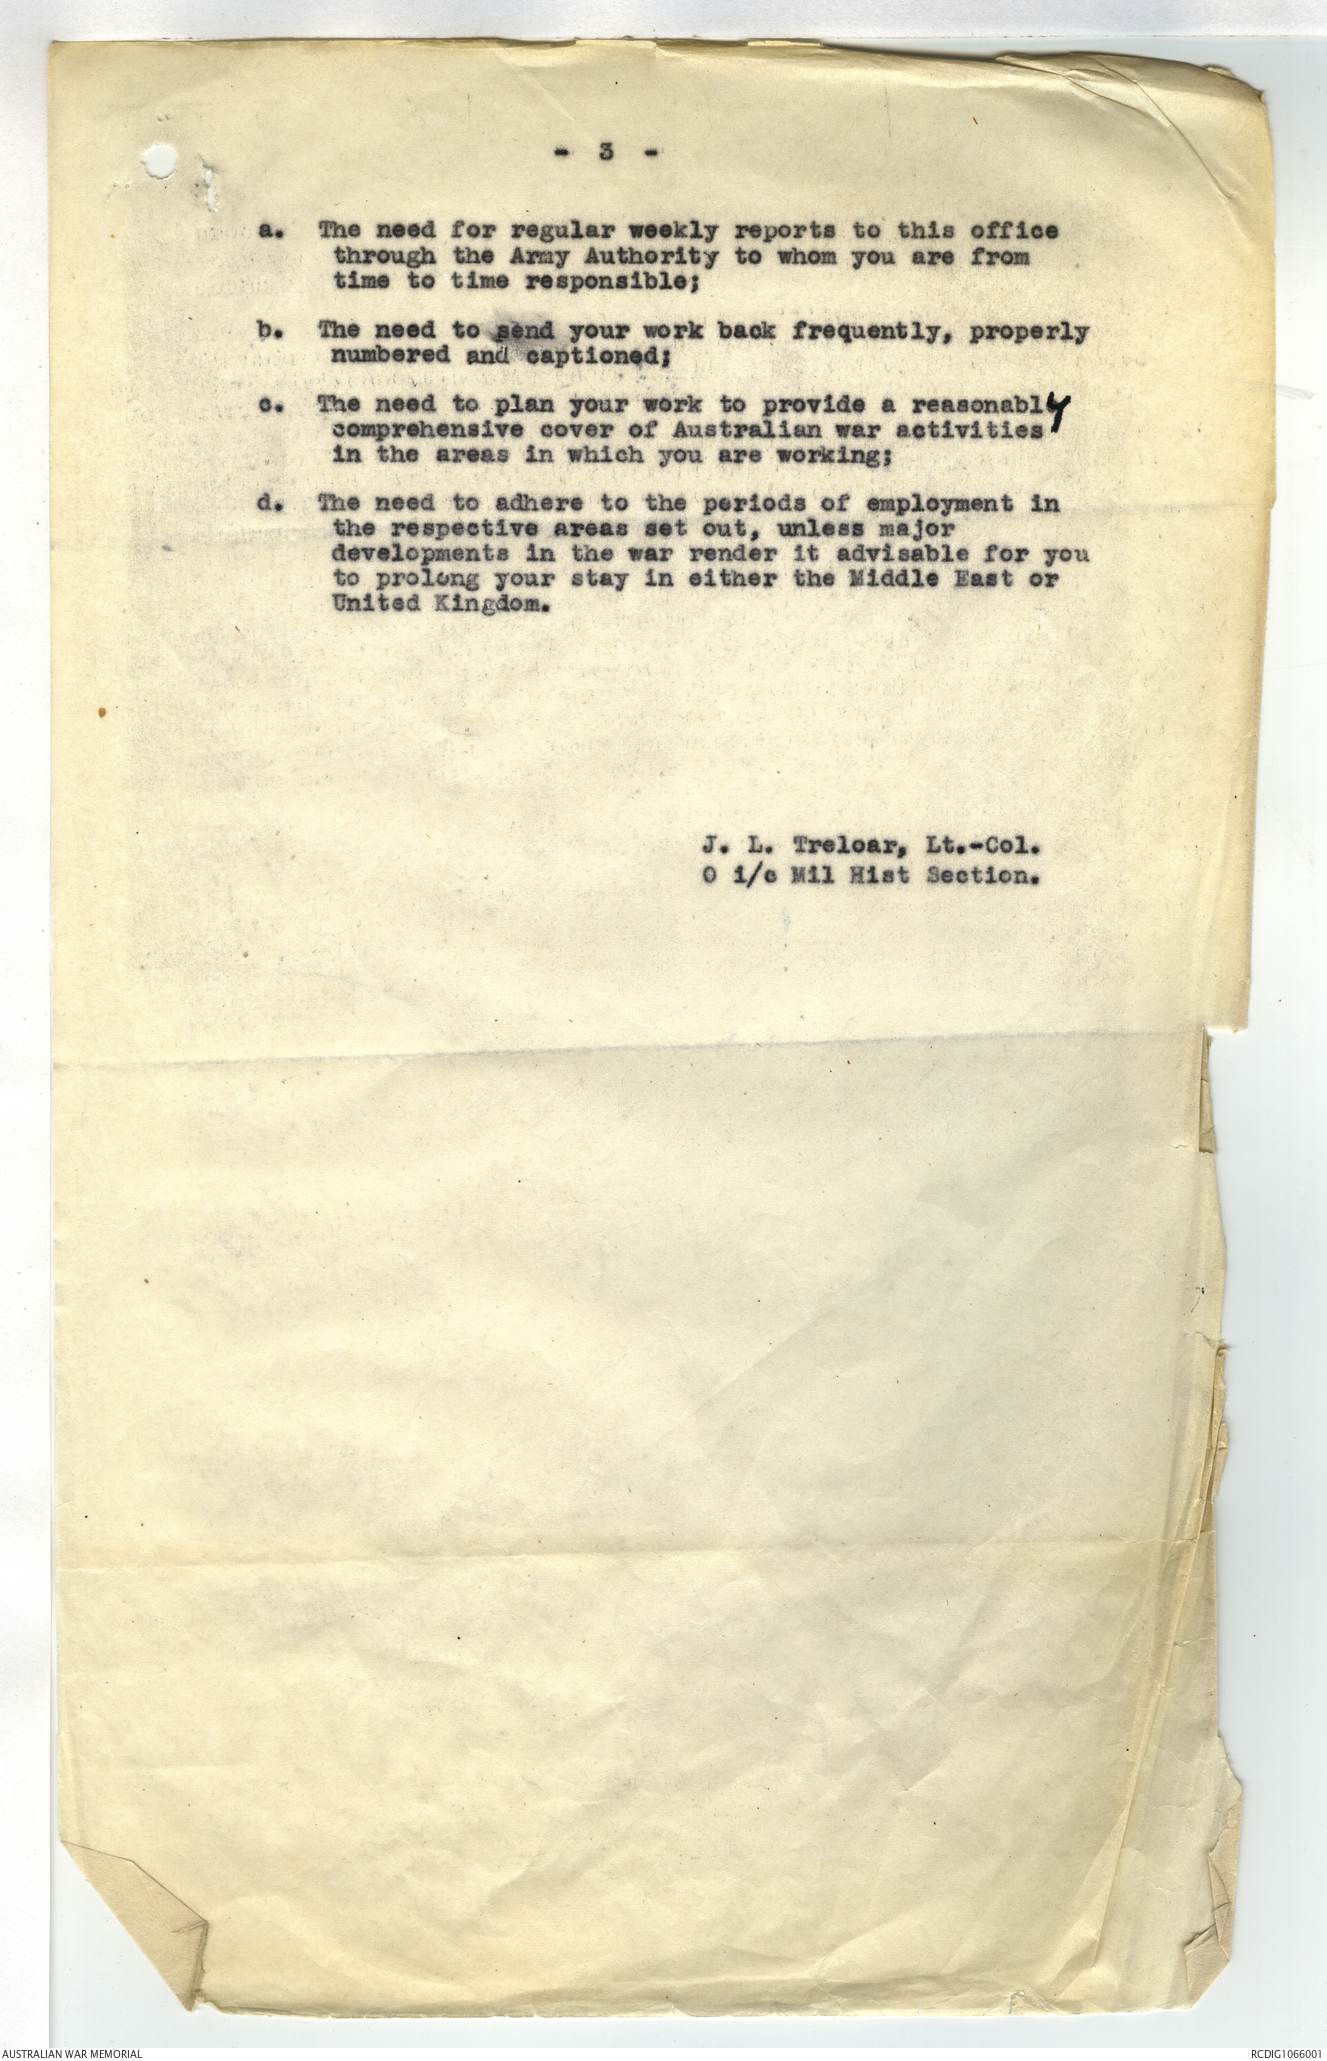 - 3 -
a. The need for regular weekly reports to this office
through the Army Authority to whom you are from
time to time responsible;
b. The need to send your work back frequently, properly
numbered and captioned;
c. The need to plan your work to provide a reasonably
comprehensive cover of Australian war activities
in the areas in which you are working;
d. The need to adhere to the periods of employment in
the respective areas set out, unless major
developments in the war render it advisable for you
to prolong your stay in either the Middle East or
United Kingdom.
J. L. Treloar, Lt.-Col.
O i/c Mil Hist Section.
AUSTRALIAN WAR MEMORIAL
RCDIG1066001